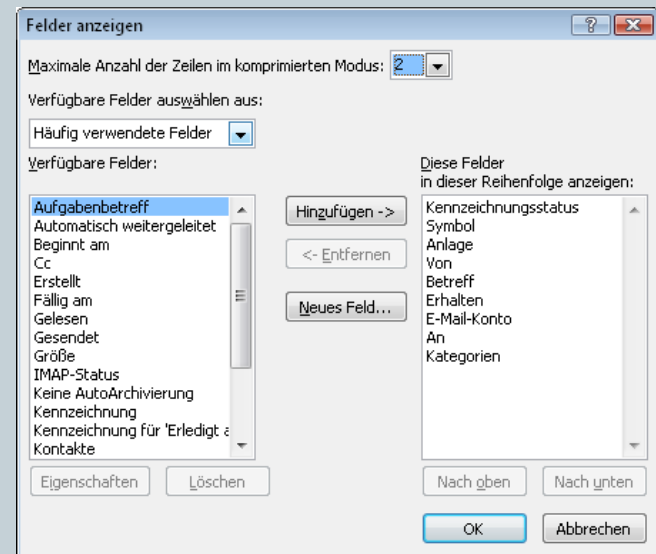 Felder anzeigen
Maximale Anzahl der Zeilen im komprimierten Modus: 2
Verfügbare Felder auswählen aus:
Häufig verwendete Felder
Verfügbare Felder:
Aufgabenbetreff
Automatisch weitergeleitet
Beginnt am
Cc
Erstellt
Fällig am
Gelesen
Gesendet
Größe
IMAP-Status
Keine AutoArchivierung
Kennzeichnung
Kennzeichnung für 'Erledigt
Kontakte
Eigenschaften
Löschen
Hinzufügen ->
<- Entfernen
Neues Feld...
Diese Felder
in dieser Reihenfolge anzeigen:
Kennzeichnungsstatus
Symbol
Anlage
Von
Betreff
Erhalten
E-Mail-Konto
An
Kategorien
Nach oben
Nach unten
OK
Abbrechen